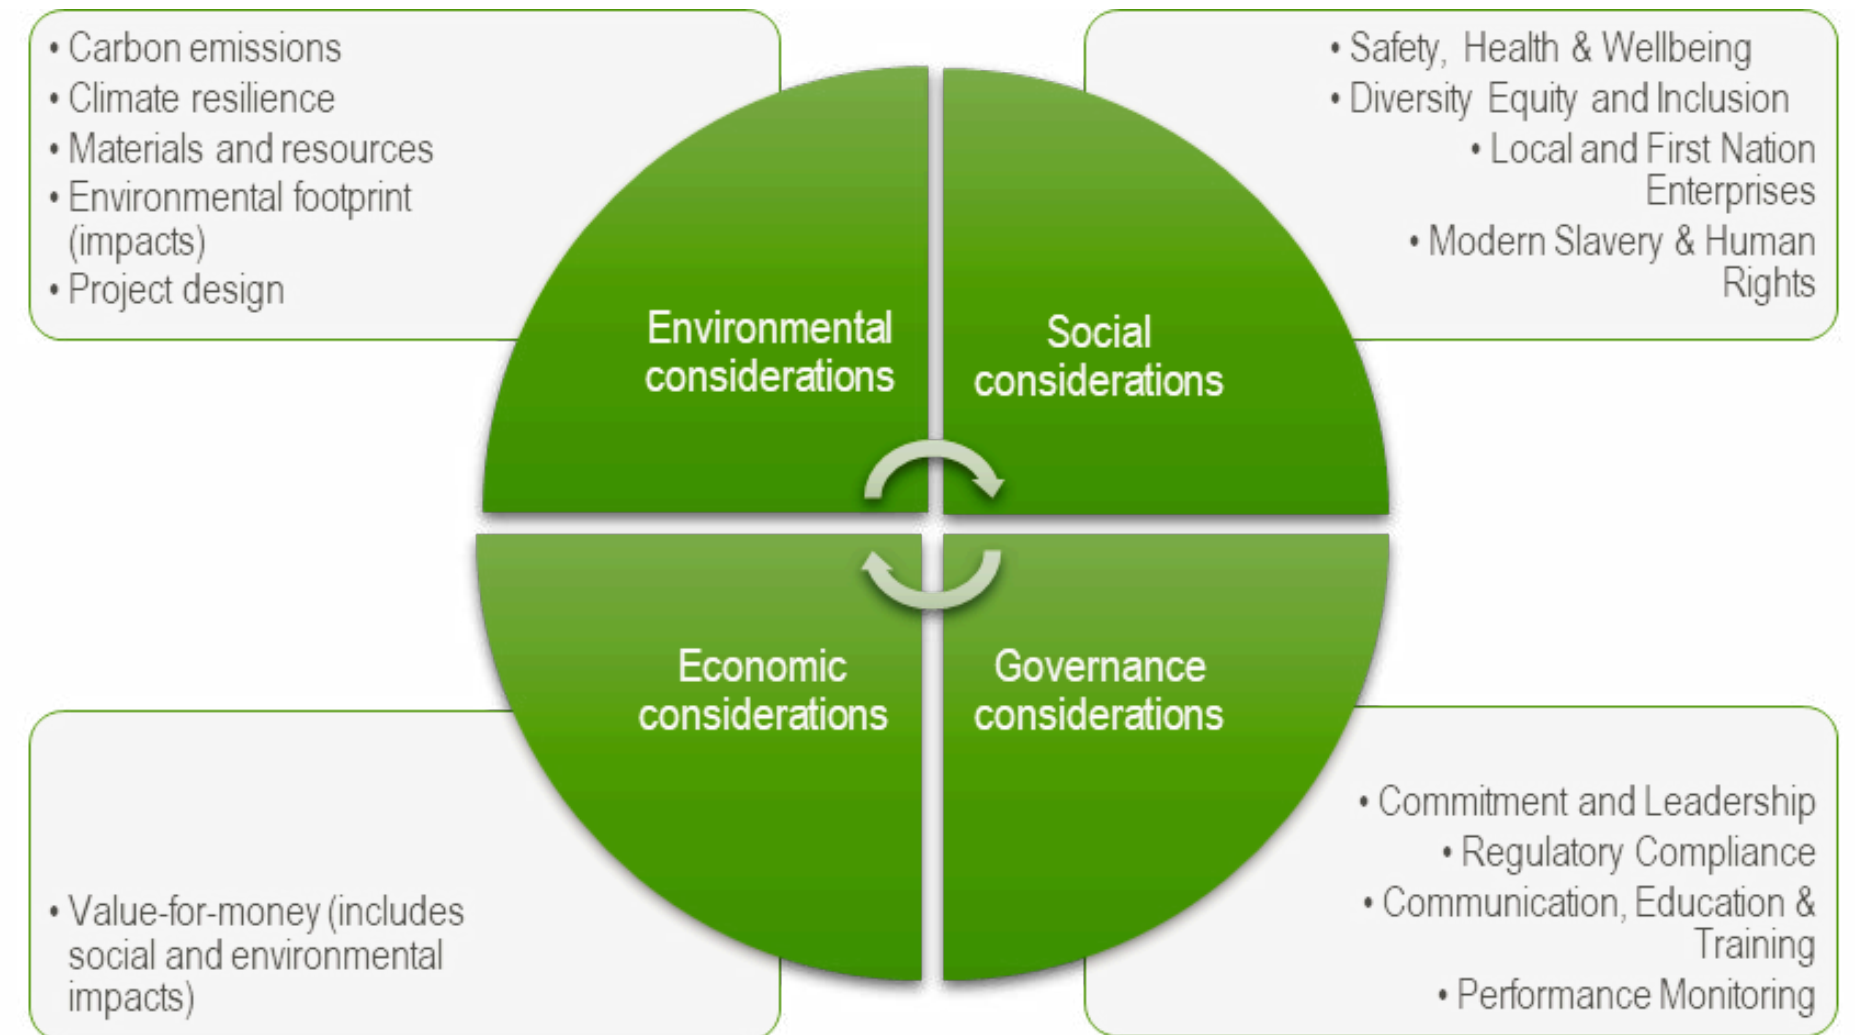 • Carbon emissions
• Climate resilience
• Materials and resources
• Environmental footprint
(impacts)
• Project design
• Safety, Health & Wellbeing
• Diversity Equity and Inclusion
• Local and First Nation
Enterprises
• Modern Slavery & Human
Rights
Environmental
considerations
Social
considerations
Economic
considerations
Governance
considerations
• Value-for-money (includes
social and environmental
impacts)
• Commitment and Leadership
• Regulatory Compliance
• Communication, Education &
Training
• Performance Monitoring